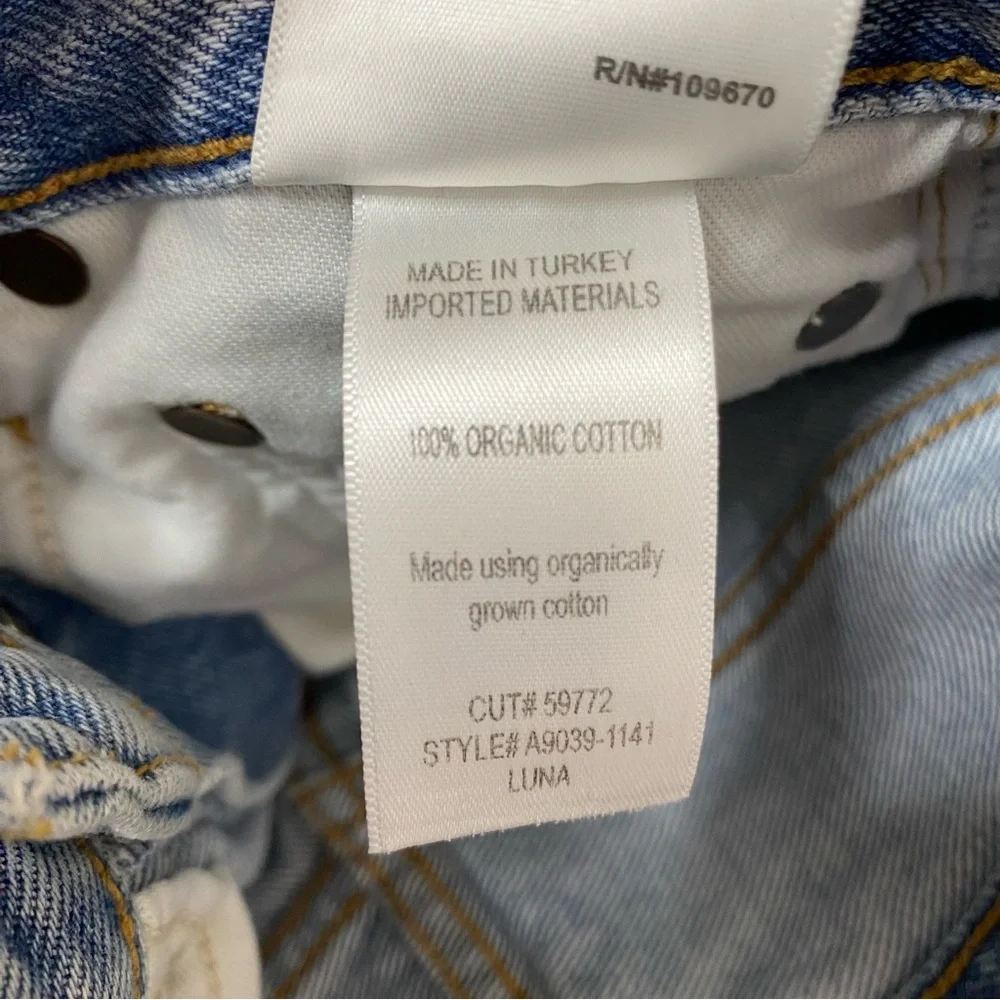 R/N#109670
MADE IN TURKEY
IMPORTED MATERIALS
100% ORGANIC COTTON
Made using organically
grown cotton
CUT# 59772
STYLE# A9039-1141
LUNA